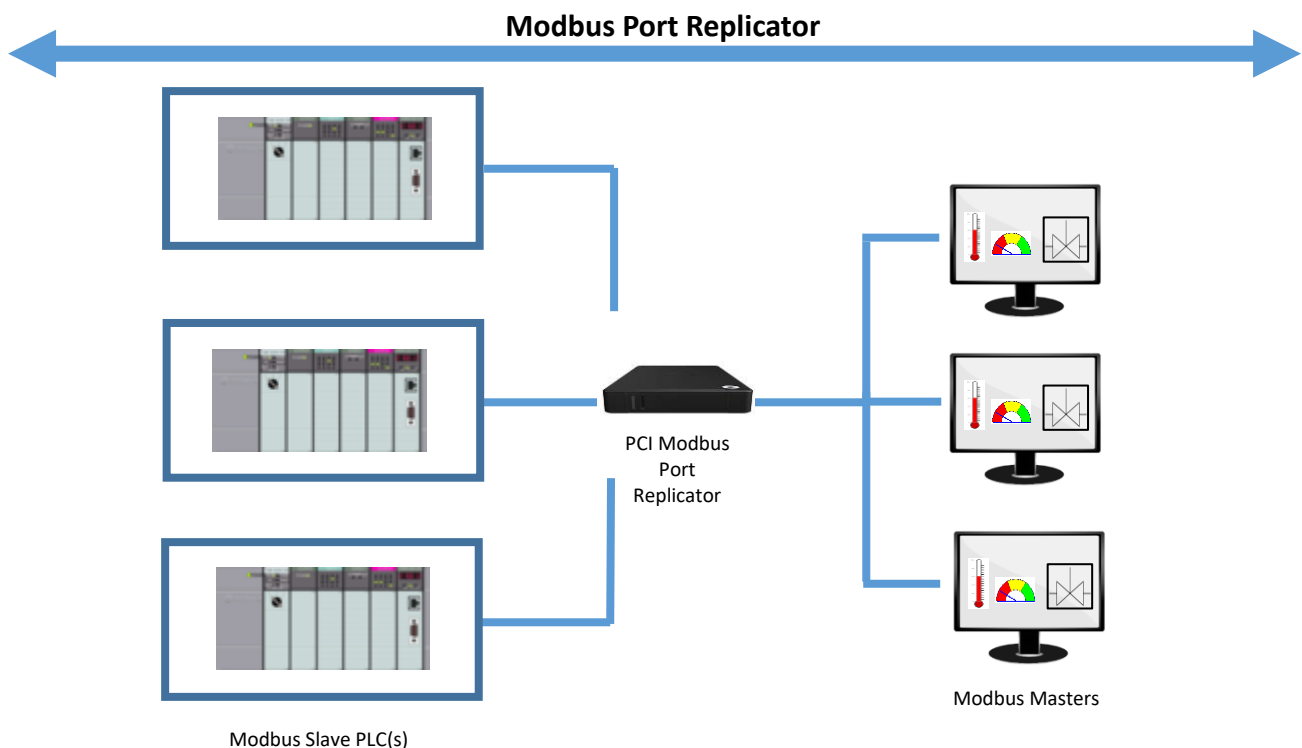 Modbus Port Replicator
PCI Modbus
Port
Replicator
Modbus Masters
Modbus Slave PLC(s)